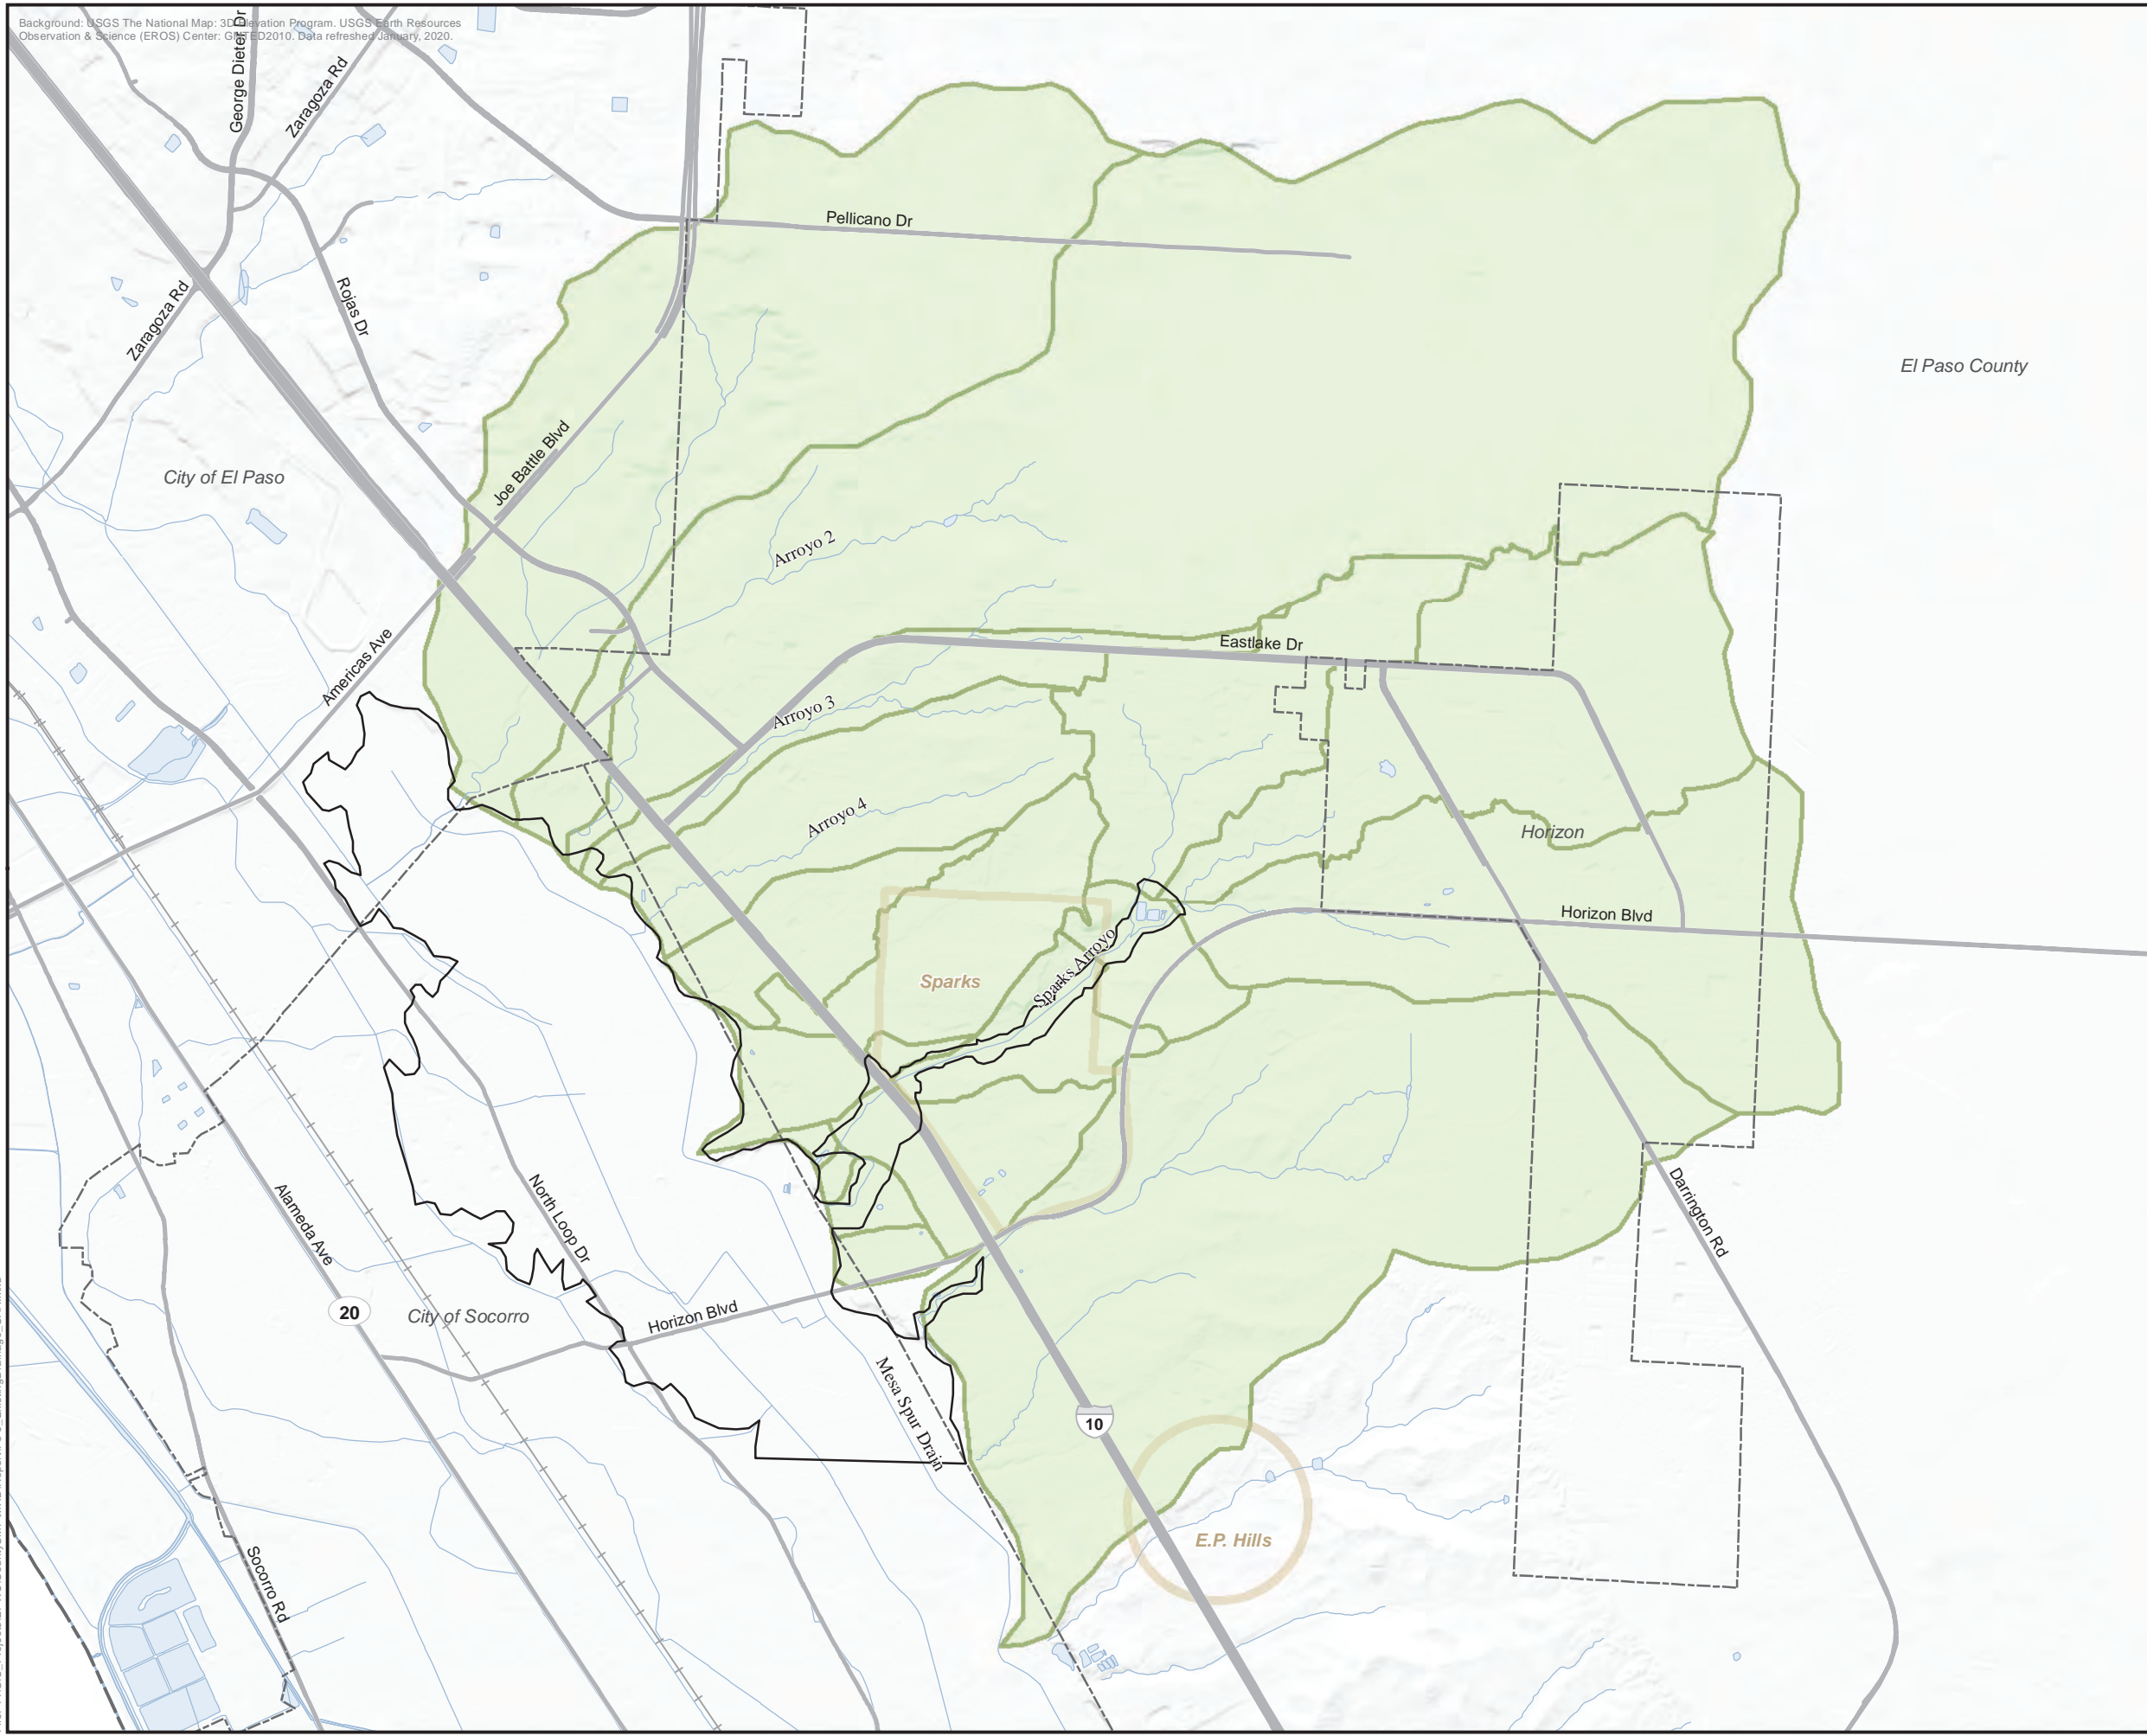 Background: USGS The National Map: 3D Elevation Program. USGS Earth Resources
Observation & Science (EROS) Center: GMTED2010. Data refreshed January, 2020.
George Dieter Dr
Zaragoza Rd
Pellicano Dr
Zaragoza Rd
Rojas Dr
El Paso County
City of El Paso
Joe Battle Blvd
Arroyo 2
Americas Ave
Eastlake Dr
Arroyo 3
Arroyo 4
Horizon
Horizon Blvd
Sparks
Sparks Arroyo
North Loop Dr
Alameda Ave
Darrington Rd
20
City of Socorro
Horizon Blvd
Mesa Spur Drain
10
E.P. Hills
Socorro Rd